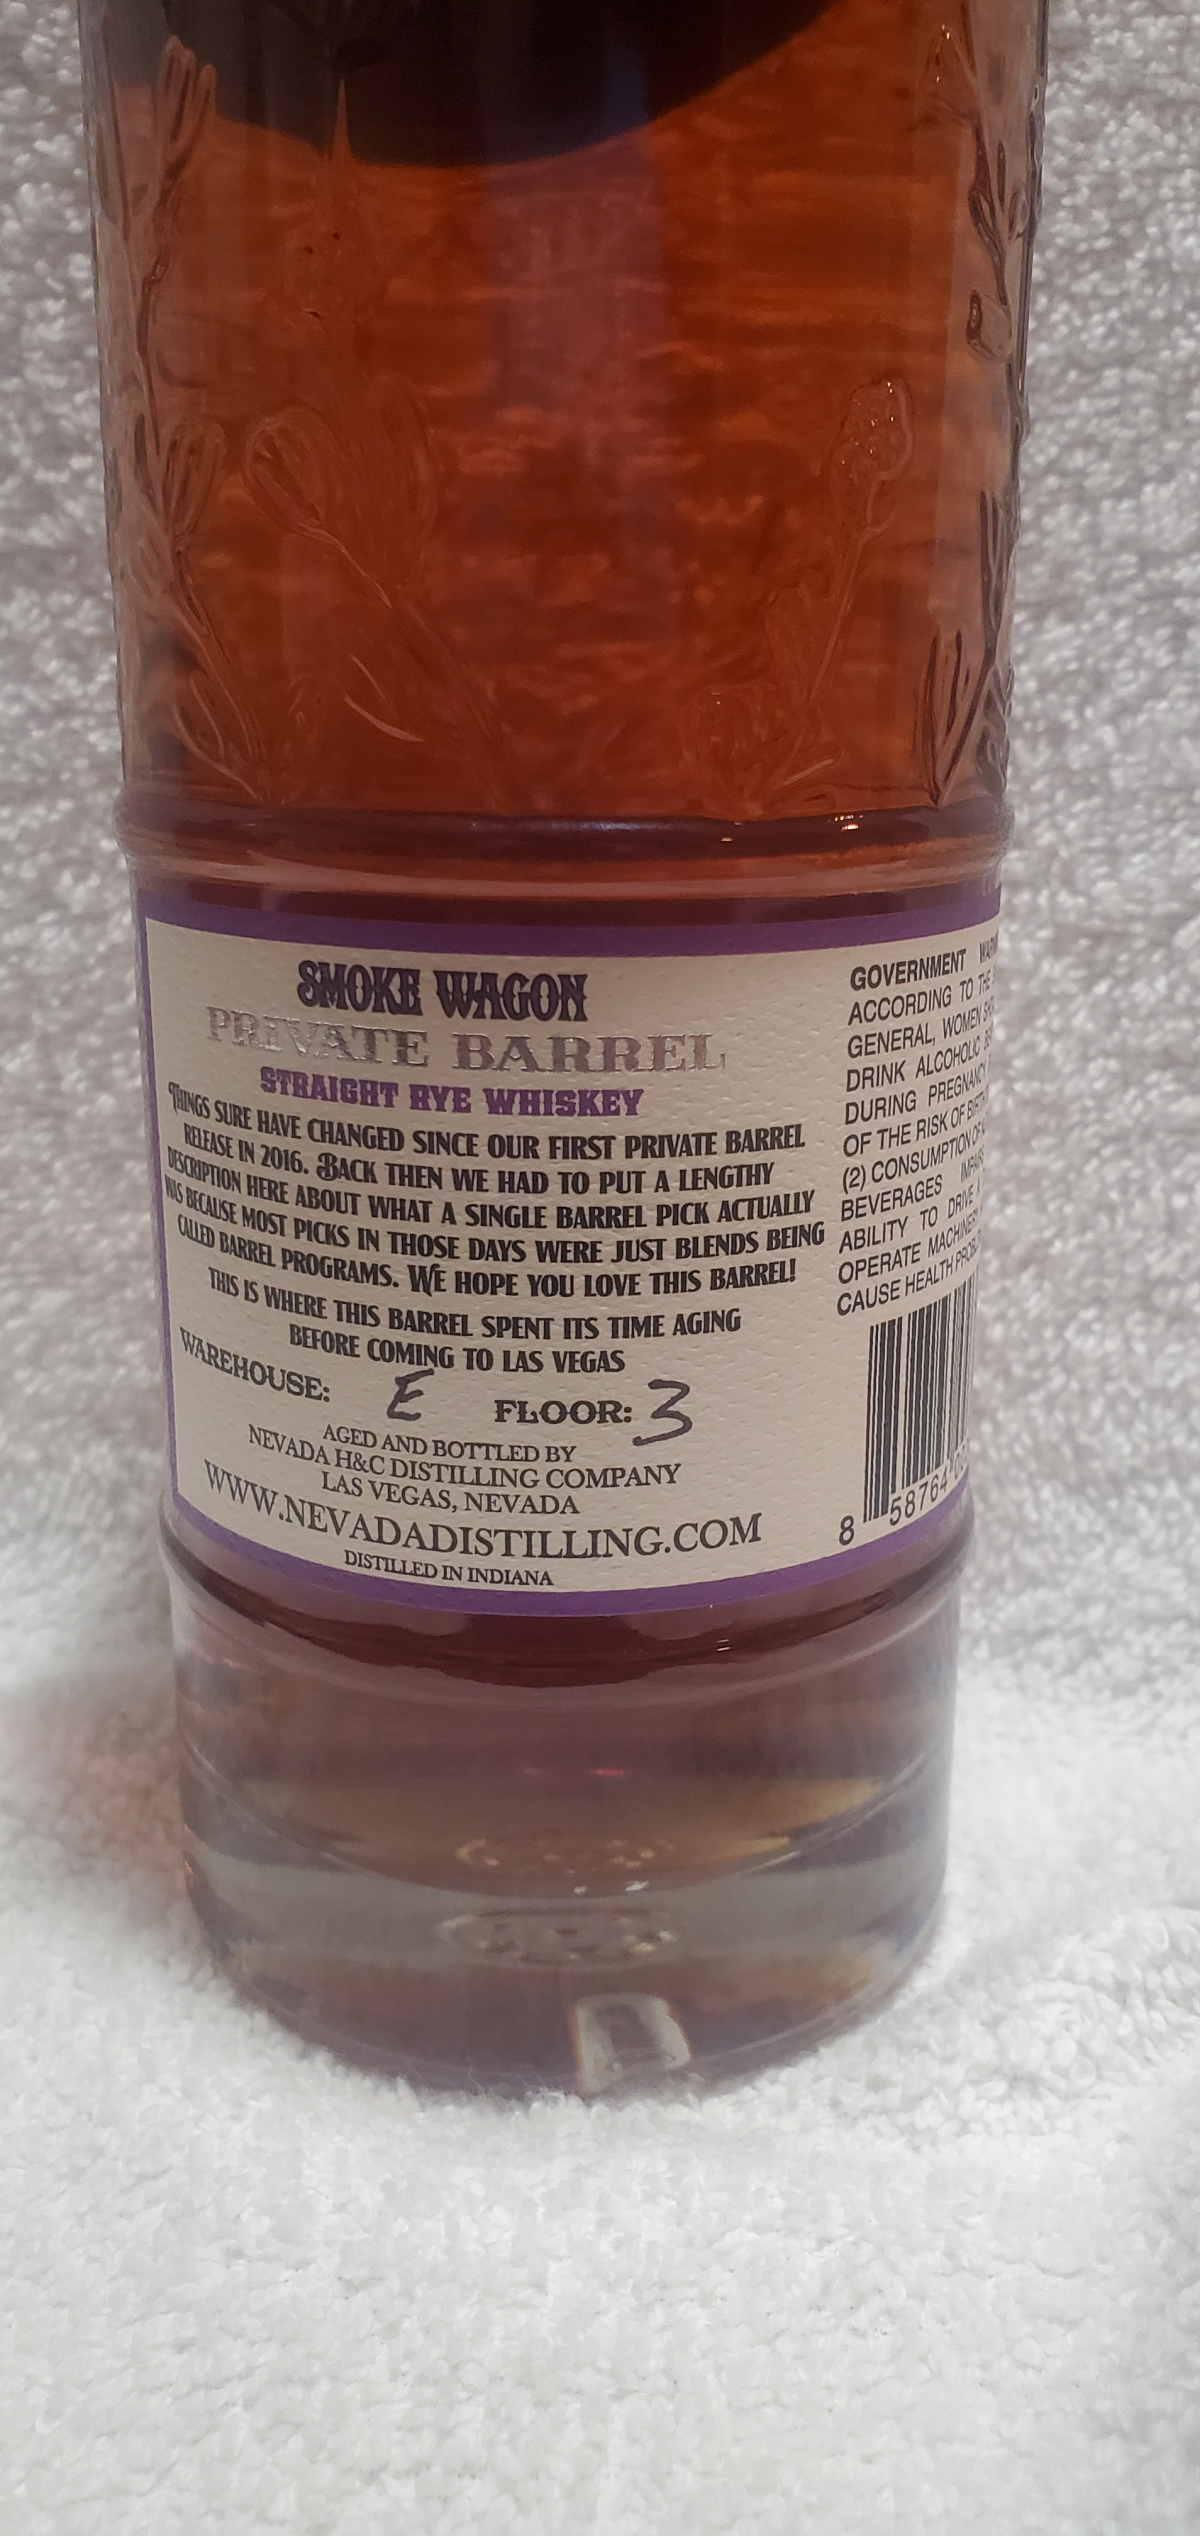 SMOKE WAGON
PRIVATE BARREL
STRAIGHT RYE WHISKEY
THINGS SURE HAVE CHANGED SINCE OUR FIRST PRIVATE BARREL
RELEASE IN 2016. BACK THEN WE HAD TO PUT A LENGTHY
DESCRIPTION HERE ABOUT WHAT A SINGLE BARREL PICK ACTUALLY
WAS BECAUSE MOST PICKS IN THOSE DAYS WERE JUST BLENDS BEING
CALLED BARREL PROGRAMS. WE HOPE YOU LOVE THIS BARREL!
THIS IS WHERE THIS BARREL SPENT ITS TIME AGING
BEFORE COMING TO LAS VEGAS
WAREHOUSE: E FLOOR: 3
AGED AND BOTTLED BY
NEVADA H&C DISTILLING COMPANY
LAS VEGAS, NEVADA
WWW.NEVADADISTILLING.COM
DISTILLED IN INDIANA
GOVERNMENT
ACCORDING TO THE
GENERAL, WOMEN
DRINK ALCOHOLIC
DURING PREGNANCY
OF THE RISK OF BIRTH
(2) CONSUMPTION OF
BEVERAGES
ABILITY TO DRIVE A
OPERATE MACHINERY
CAUSE HEALTH
8 58764